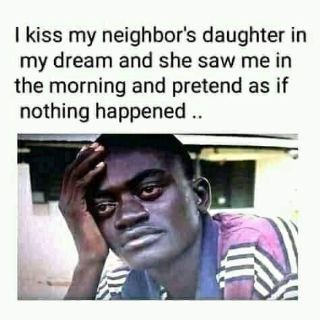 I kiss my neighbor's daughter in
my dream and she saw me in
the morning and pretend as if
nothing happened ..